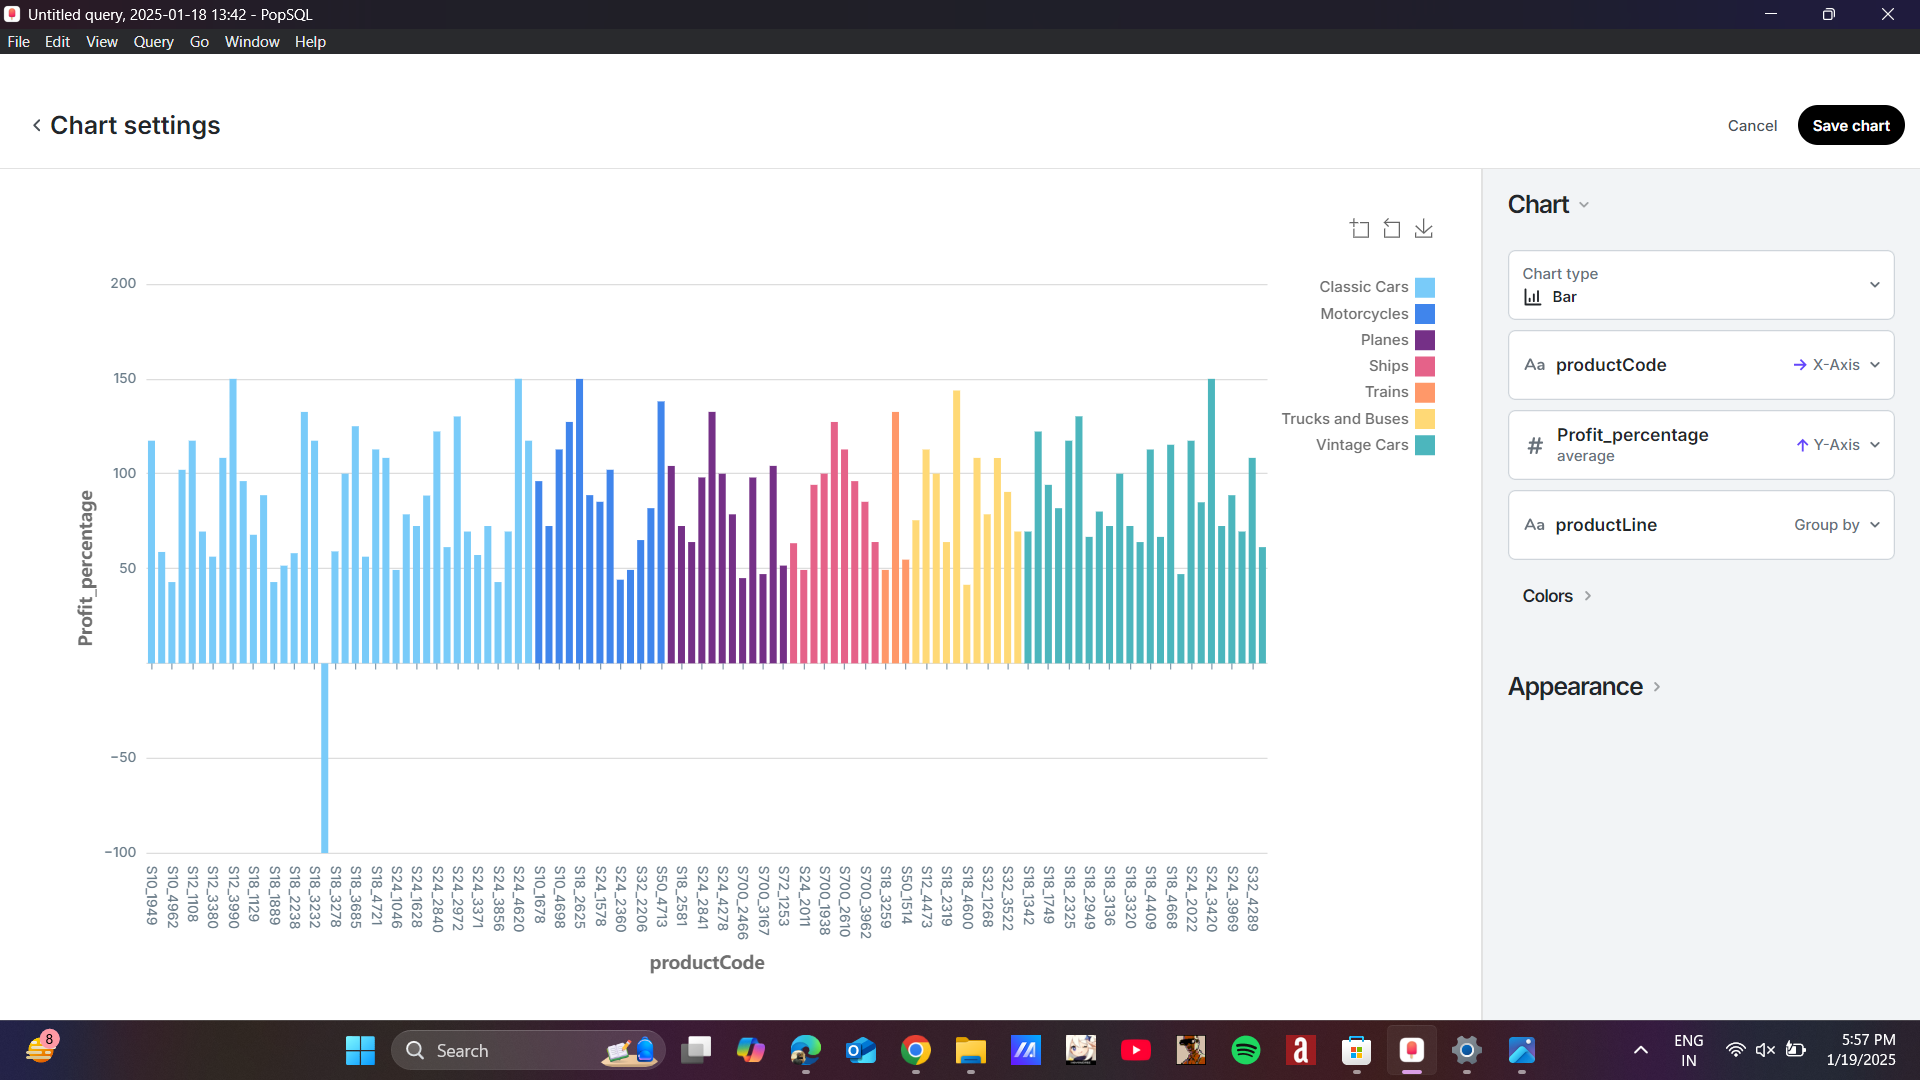 Untitled query, 2025-01-18 13:42 - PopSQL
File Edit View Query Go Window Help
Chart settings
Cancel
Save chart
Chart
Chart type
Bar
Aa productCode X-Axis
# Profit_percentage Y-Axis
average
Aa productLine Group by
Colors
Appearance
Classic Cars
Motorcycles
Planes
Ships
Trains
Trucks and Buses
Vintage Cars
200
150
100
50
−50
−100
Profit_percentage
S10_1949
S10_4962
S12_1108
S12_3380
S12_3990
S18_1129
S18_1889
S18_2238
S18_3232
S18_3278
S18_3685
S18_4721
S24_1046
S24_1628
S24_2840
S24_2972
S24_3371
S24_3856
S24_4620
S10_1678
S10_4698
S18_2625
S24_1578
S24_2360
S32_2206
S50_4713
S18_2581
S24_2841
S24_4278
S700_2466
S700_3167
S72_1253
S24_2011
S700_1938
S700_2610
S700_3962
S18_3259
S50_1514
S12_4473
S18_2319
S18_4600
S32_1268
S32_3522
S18_1342
S18_1749
S18_2325
S18_2949
S18_3136
S18_3320
S18_4409
S18_4668
S24_2022
S24_3420
S24_3969
S32_4289
productCode
8
Search
a
ENG
IN
5:57 PM
1/19/2025